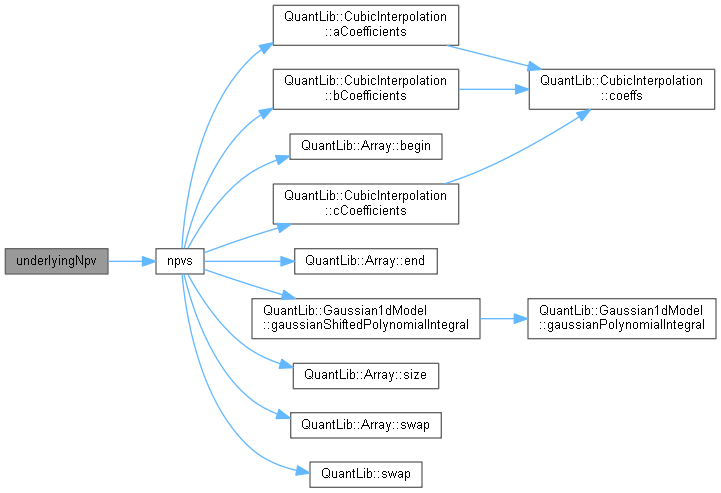 underlyingNpv
npvs
QuantLib::CubicInterpolation
::aCoefficients
QuantLib::CubicInterpolation
::bCoefficients
QuantLib::Array::begin
QuantLib::CubicInterpolation
::cCoefficients
QuantLib::Array::end
QuantLib::Gaussian1dModel
::gaussianShiftedPolynomialIntegral
QuantLib::Array::size
QuantLib::Array::swap
QuantLib::swap
QuantLib::CubicInterpolation
::coeffs
QuantLib::Gaussian1dModel
::gaussianPolynomialIntegral